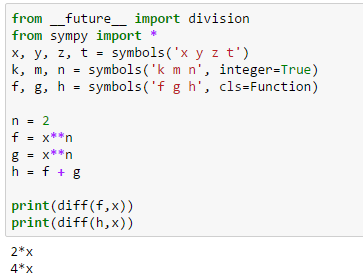 from __future__ import division
from sympy import *
x, y, z, t = symbols('x y z t')
k, m, n = symbols('k m n', integer=True)
f, g, h = symbols('f g h', cls=Function)
n = 2
f = x**n
g = x**n
h = f + g
print(diff(f,x))
print(diff(h,x))
2*x
4*x